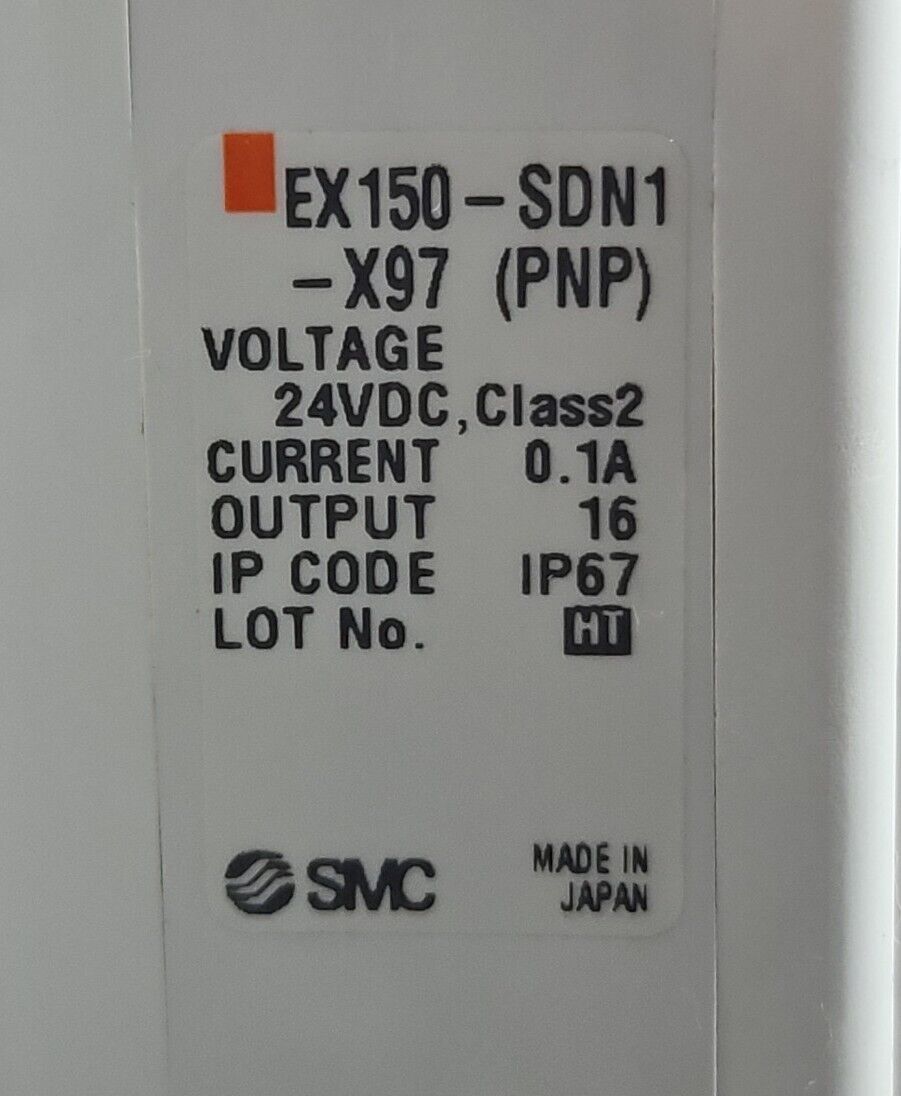 EX150-SDN1
-X97 (PNP)
VOLTAGE
24VDC,Class2
CURRENT 0.1A
OUTPUT 16
IP CODE IP67
LOT No. HT
SMC
MADE IN
JAPAN